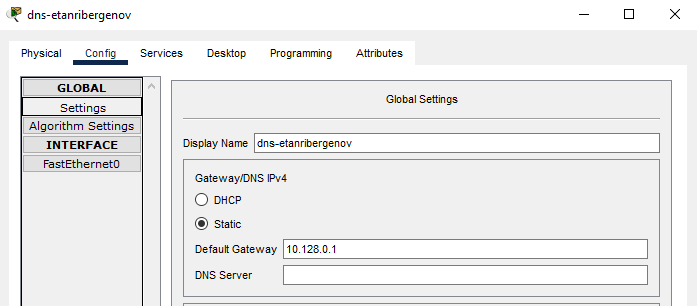 dns-etanribergenov
Physical Config Services Desktop Programming Attributes
GLOBAL
Settings
Algorithm Settings
INTERFACE
FastEthernet0
Global Settings
Display Name dns-etanribergenov
Gateway/DNS IPv4
DHCP
Static
Default Gateway 10.128.0.1
DNS Server